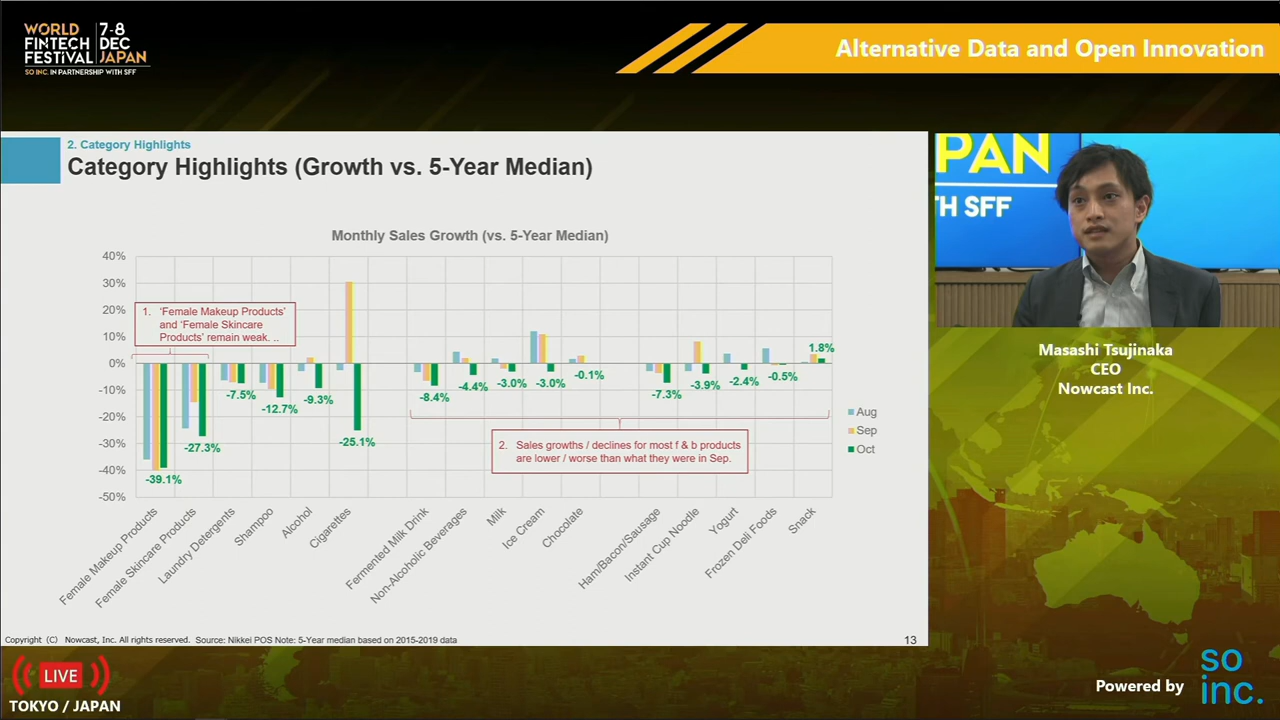 WORLD
FINTECH
FESTIVAL
7-8
DEC
JAPAN
SO INC. IN PARTNERSHIP WITH SFF
Alternative Data and Open Innovation
2. Category Highlights
Category Highlights (Growth vs. 5-Year Median)
Monthly Sales Growth (vs. 5-Year Median)
40%
30%
20%
10%
0%
-10%
-20%
-30%
-40%
-50%
1. ‘Female Makeup Products’
and ‘Female Skincare
Products’ remain weak. ..
-39.1%
-27.3%
-7.5%
-12.7%
-9.3%
-25.1%
-8.4%
-4.4%
-3.0%
-3.0%
-0.1%
-7.3%
-3.9%
-2.4%
-0.5%
1.8%
2. Sales growths / declines for most f & b products
are lower / worse than what they were in Sep.
Aug
Sep
Oct
Female Makeup Products
Female Skincare Products
Laundry Detergents
Shampoo
Alcohol
Cigarettes
Fermented Milk Drink
Non-Alcoholic Beverages
Milk
Ice Cream
Chocolate
Ham/Bacon/Sausage
Instant Cup Noodle
Yogurt
Frozen Deli Foods
Snack
Copyright (C) Nowcast, Inc. All rights reserved. Source: Nikkei POS Note: 5-Year median based on 2015-2019 data
13
PAN
TH SFF
Masashi Tsujinaka
CEO
Nowcast Inc.
LIVE
TOKYO / JAPAN
Powered by
so
inc.